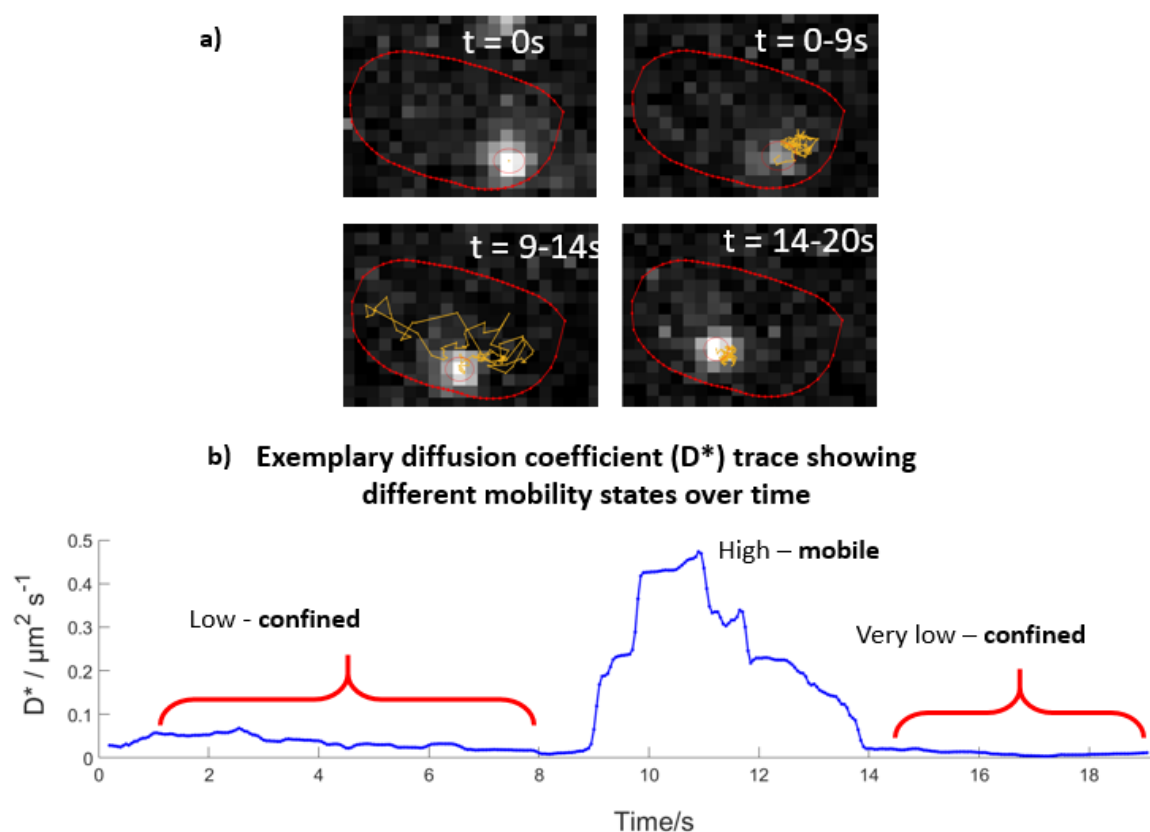 a)
t = 0s
t = 0-9s
t = 9-14s
t = 14-20s
b) Exemplary diffusion coefficient (D*) trace showing
different mobility states over time
D* / μm² s⁻¹
0.5
0.4
0.3
0.2
0.1
0
Low - confined
High – mobile
Very low – confined
0 2 4 6 8 10 12 14 16 18
Time/s